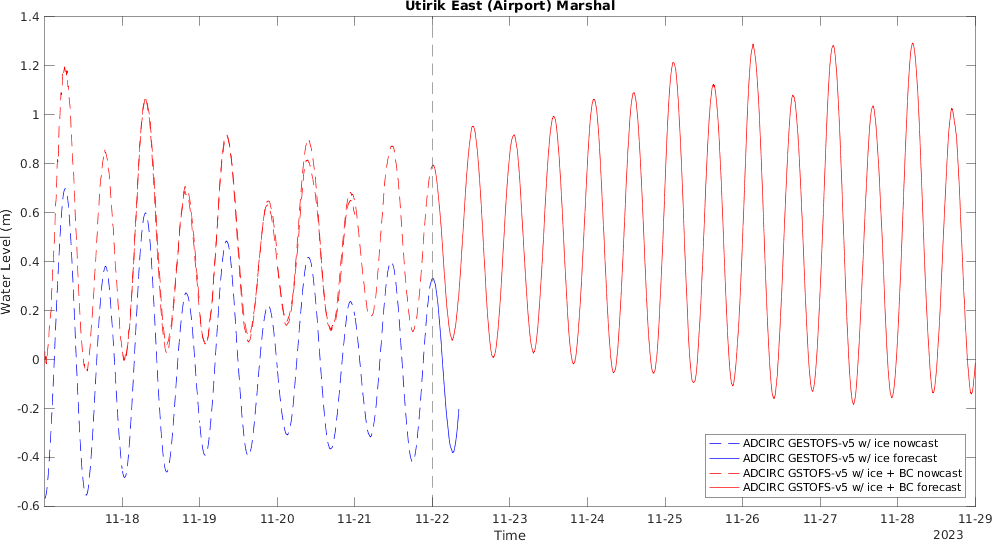 Utirik East (Airport) Marshal
1.4
1.2
1
0.8
0.6
0.4
0.2
0
-0.2
-0.4
-0.6
Water Level (m)
ADCIRC GESTOFS-v5 w/ ice nowcast
ADCIRC GESTOFS-v5 w/ ice forecast
ADCIRC GSTOFS-v5 w/ ice + BC nowcast
ADCIRC GSTOFS-v5 w/ ice + BC forecast
11-18 11-19 11-20 11-21 11-22 11-23 11-24 11-25 11-26 11-27 11-28 11-29
Time
2023